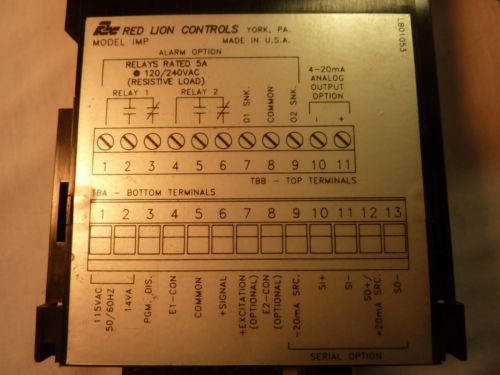 RED LION CONTROLS YORK, PA.
MODEL IMP MADE IN U.S.A.
LB01053
ALARM OPTION
RELAYS RATED 5A
@ 120/240VAC
(RESISTIVE LOAD)
RELAY 1 RELAY 2
O1 SNK.
COMMON
O2 SNK.
4-20mA
ANALOG
OUTPUT
OPTION
- +
1 2 3 4 5 6 7 8 9 10 11
TBB - TOP TERMINALS
TBA - BOTTOM TERMINALS
1 2 3 4 5 6 7 8 9 10 11 12 13
115VAC
50/60HZ
14VA
PGM. DIS.
E1-CON
COMMON
+SIGNAL
+EXCITATION
(OPTIONAL)
E2-CON
(OPTIONAL)
-20mA SRC.
SI+
SI-
SO+/
+20mA SRC.
SO-
SERIAL OPTION